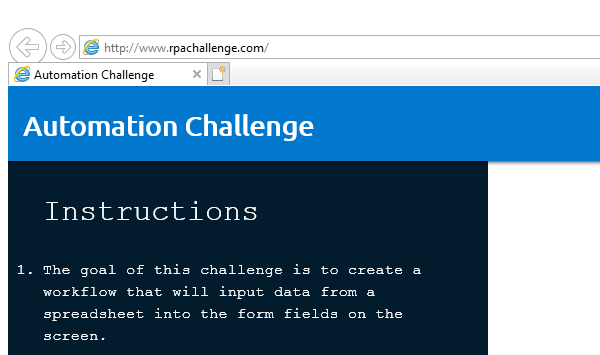 http://www.rpachallenge.com/
Automation Challenge
Automation Challenge
Instructions
1. The goal of this challenge is to create a
workflow that will input data from a
spreadsheet into the form fields on the
screen.